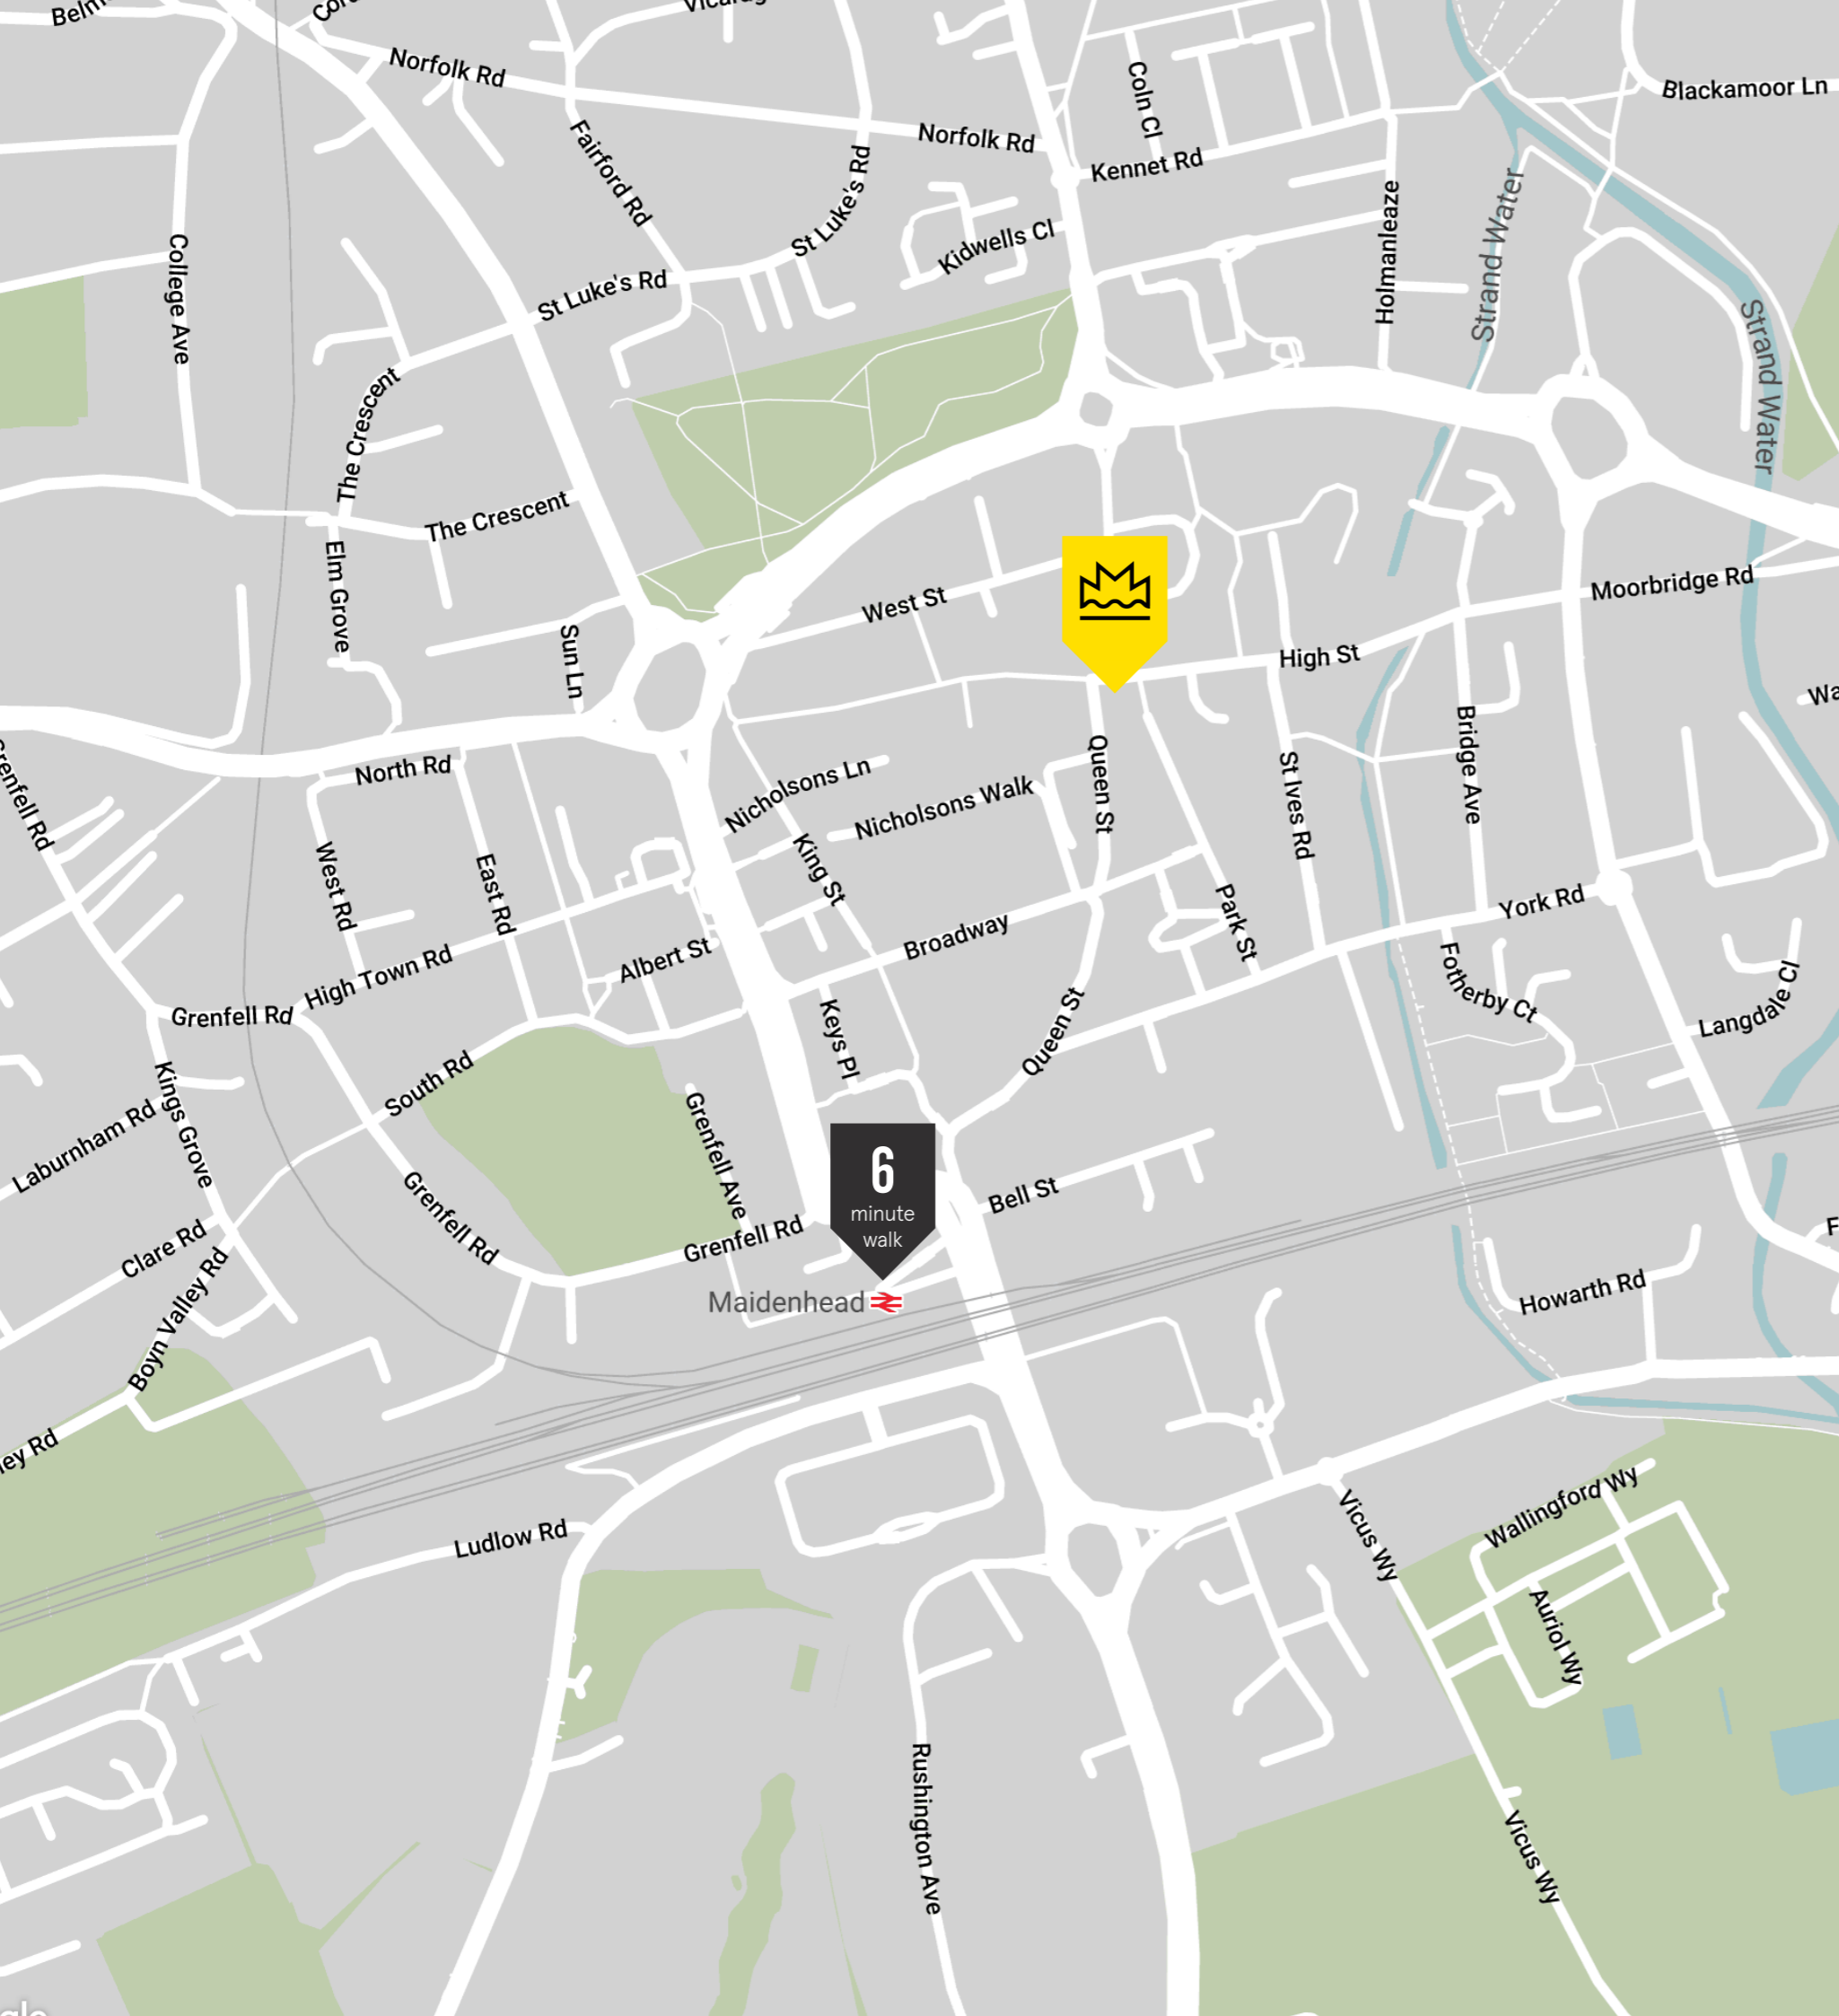 Norfolk Rd
Blackamoor Ln
Coln Cl
Norfolk Rd
Fairford Rd
Kennet Rd
St Luke's Rd
Kidwells Cl
Holmanleaze
Strand Water
College Ave
St Luke's Rd
Strand Water
The Crescent
The Crescent
Elm Grove
West St
Moorbridge Rd
Sun Ln
High St
North Rd
Nicholsons Ln
Nicholsons Walk
Queen St
St Ives Rd
Bridge Ave
West Rd
East Rd
King St
Park St
York Rd
High Town Rd
Albert St
Broadway
Fotherby Ct
Langdale Cl
Grenfell Rd
Keys Pl
Queen St
South Rd
Kings Grove
Laburnham Rd
Grenfell Ave
6
minute
walk
Bell St
Grenfell Rd
Grenfell Rd
Clare Rd
Boyn Valley Rd
Maidenhead
Howarth Rd
ley Rd
Ludlow Rd
Vicus Wy
Wallingford Wy
Auriol Wy
Rushington Ave
Vicus Wy